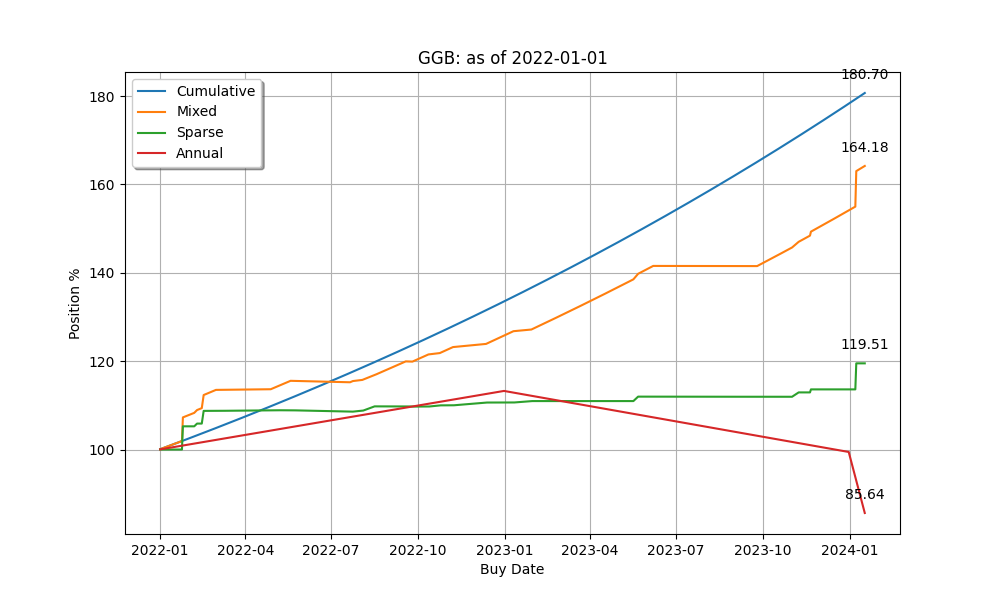 GGB: as of 2022-01-01
180.70
Cumulative
Mixed
Sparse
Annual
164.18
119.51
85.64
180
160
140
120
100
Position %
2022-01 2022-04 2022-07 2022-10 2023-01 2023-04 2023-07 2023-10 2024-01
Buy Date